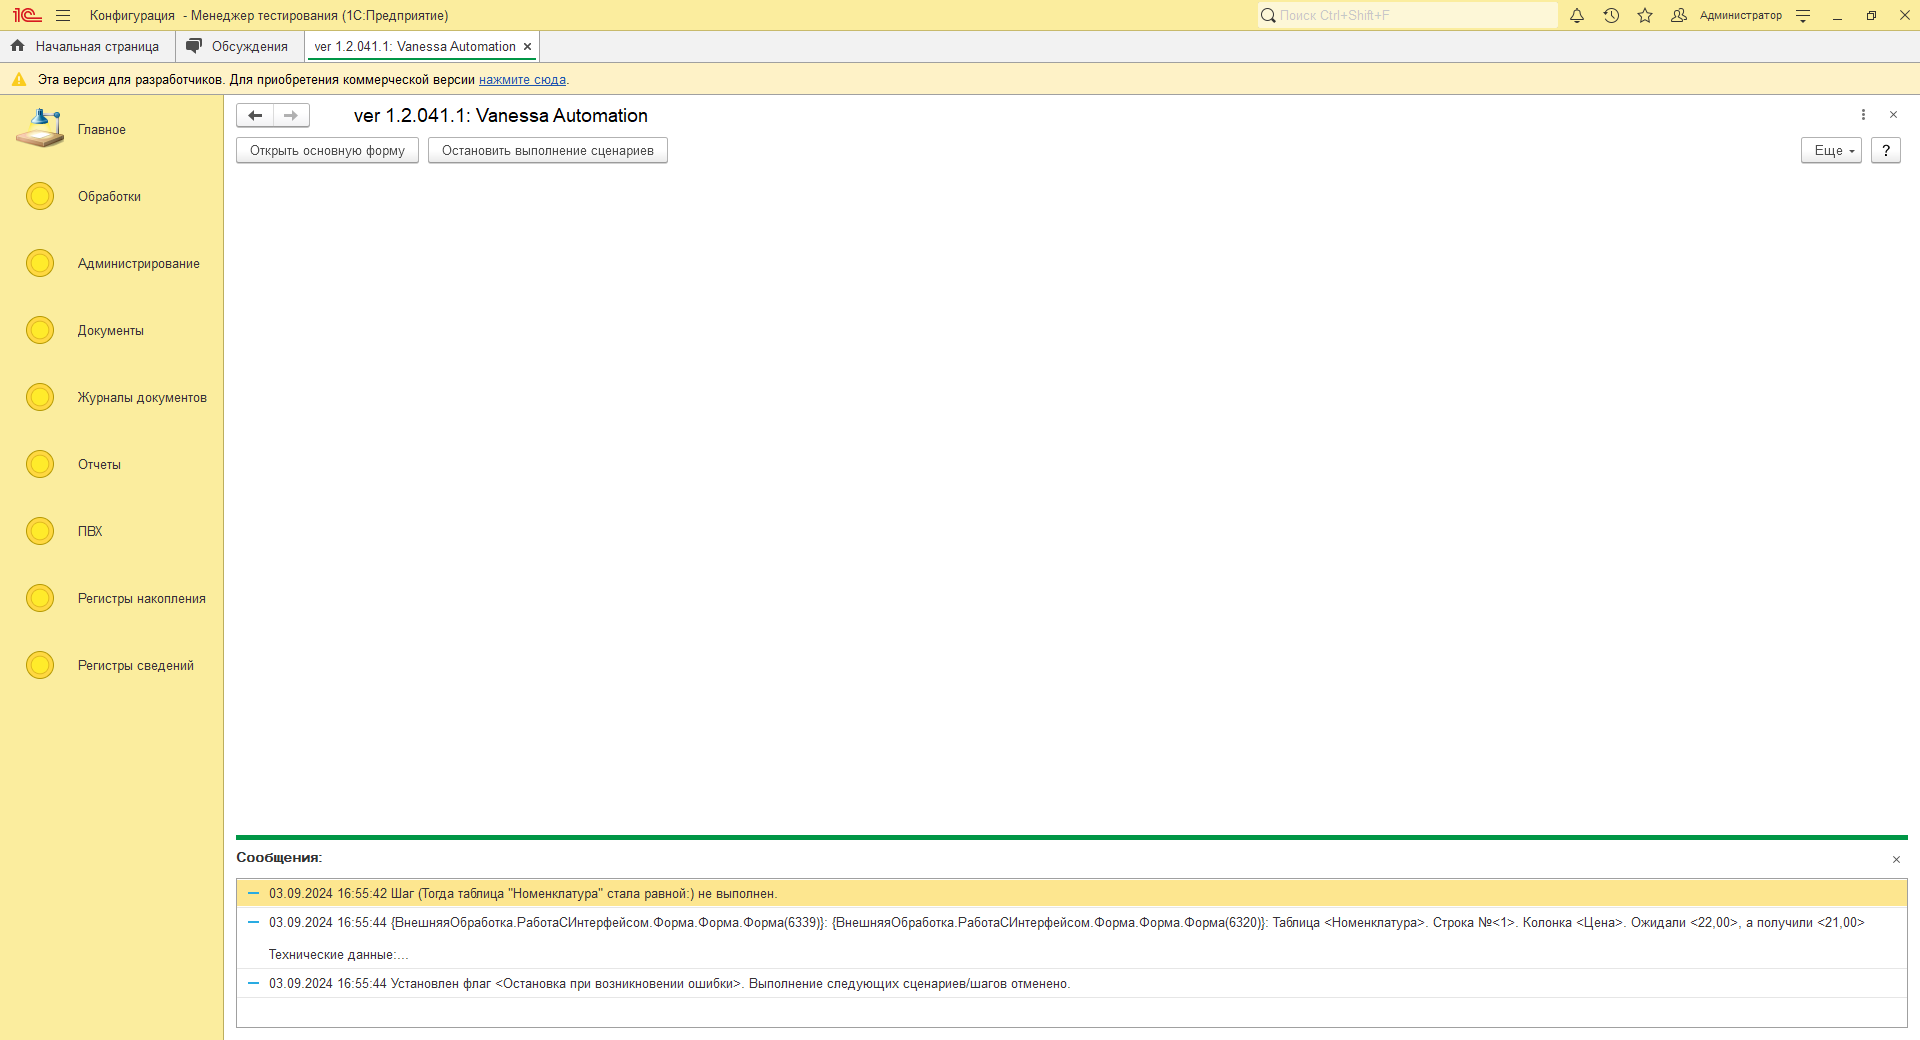 1С Конфигурация - Менеджер тестирования (1С:Предприятие) Поиск Ctrl+Shift+F Администратор
Начальная страница Обсуждения ver 1.2.041.1: Vanessa Automation
Эта версия для разработчиков. Для приобретения коммерческой версии нажмите сюда.
Главное
Обработки
Администрирование
Документы
Журналы документов
Отчеты
ПВХ
Регистры накопления
Регистры сведений
ver 1.2.041.1: Vanessa Automation
Открыть основную форму Остановить выполнение сценариев Еще ?
Сообщения:
03.09.2024 16:55:42 Шаг (Тогда таблица "Номенклатура" стала равной:) не выполнен.
03.09.2024 16:55:44 {ВнешняяОбработка.РаботаСИнтерфейсом.Форма.Форма.Форма(6339)}: {ВнешняяОбработка.РаботаСИнтерфейсом.Форма.Форма.Форма(6320)}: Таблица <Номенклатура>. Строка №<1>. Колонка <Цена>. Ожидали <22,00>, а получили <21,00>
Технические данные:...
03.09.2024 16:55:44 Установлен флаг <Остановка при возникновении ошибки>. Выполнение следующих сценариев/шагов отменено.